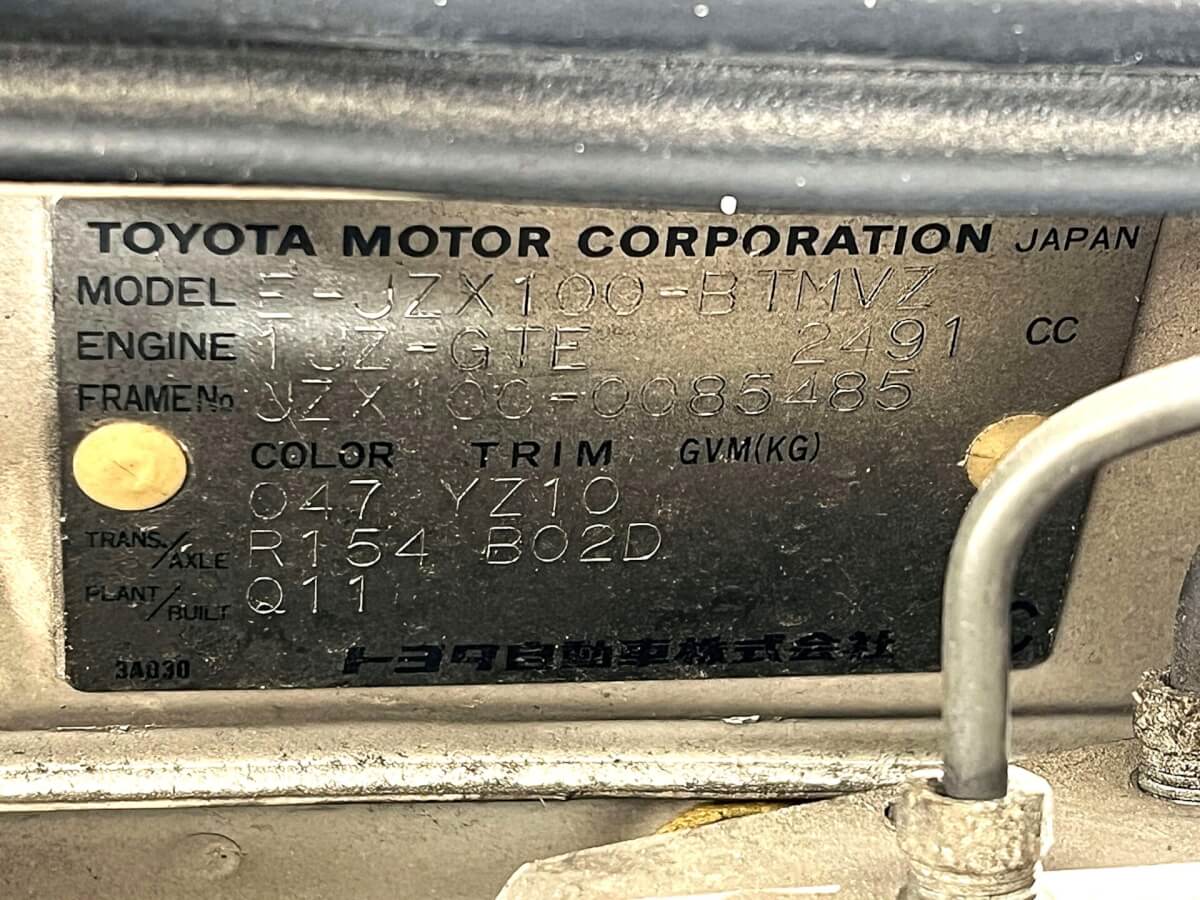 TOYOTA MOTOR CORPORATION JAPAN
MODEL E-JZX100-BTMVZ
ENGINE 1JZ-GTE 2491 CC
FRAME No. JZX100-0085485
COLOR TRIM GVM(KG)
047 YZ10
TRANS./AXLE R154 B02D
PLANT/BUILT Q11
トヨタ自動車株式会社 C
3A030